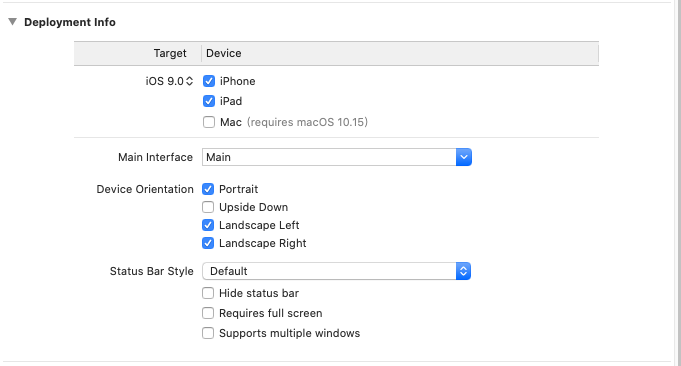 Deployment Info
Target Device
iOS 9.0 iPhone
iPad
Mac (requires macOS 10.15)
Main Interface Main
Device Orientation Portrait
Upside Down
Landscape Left
Landscape Right
Status Bar Style Default
Hide status bar
Requires full screen
Supports multiple windows